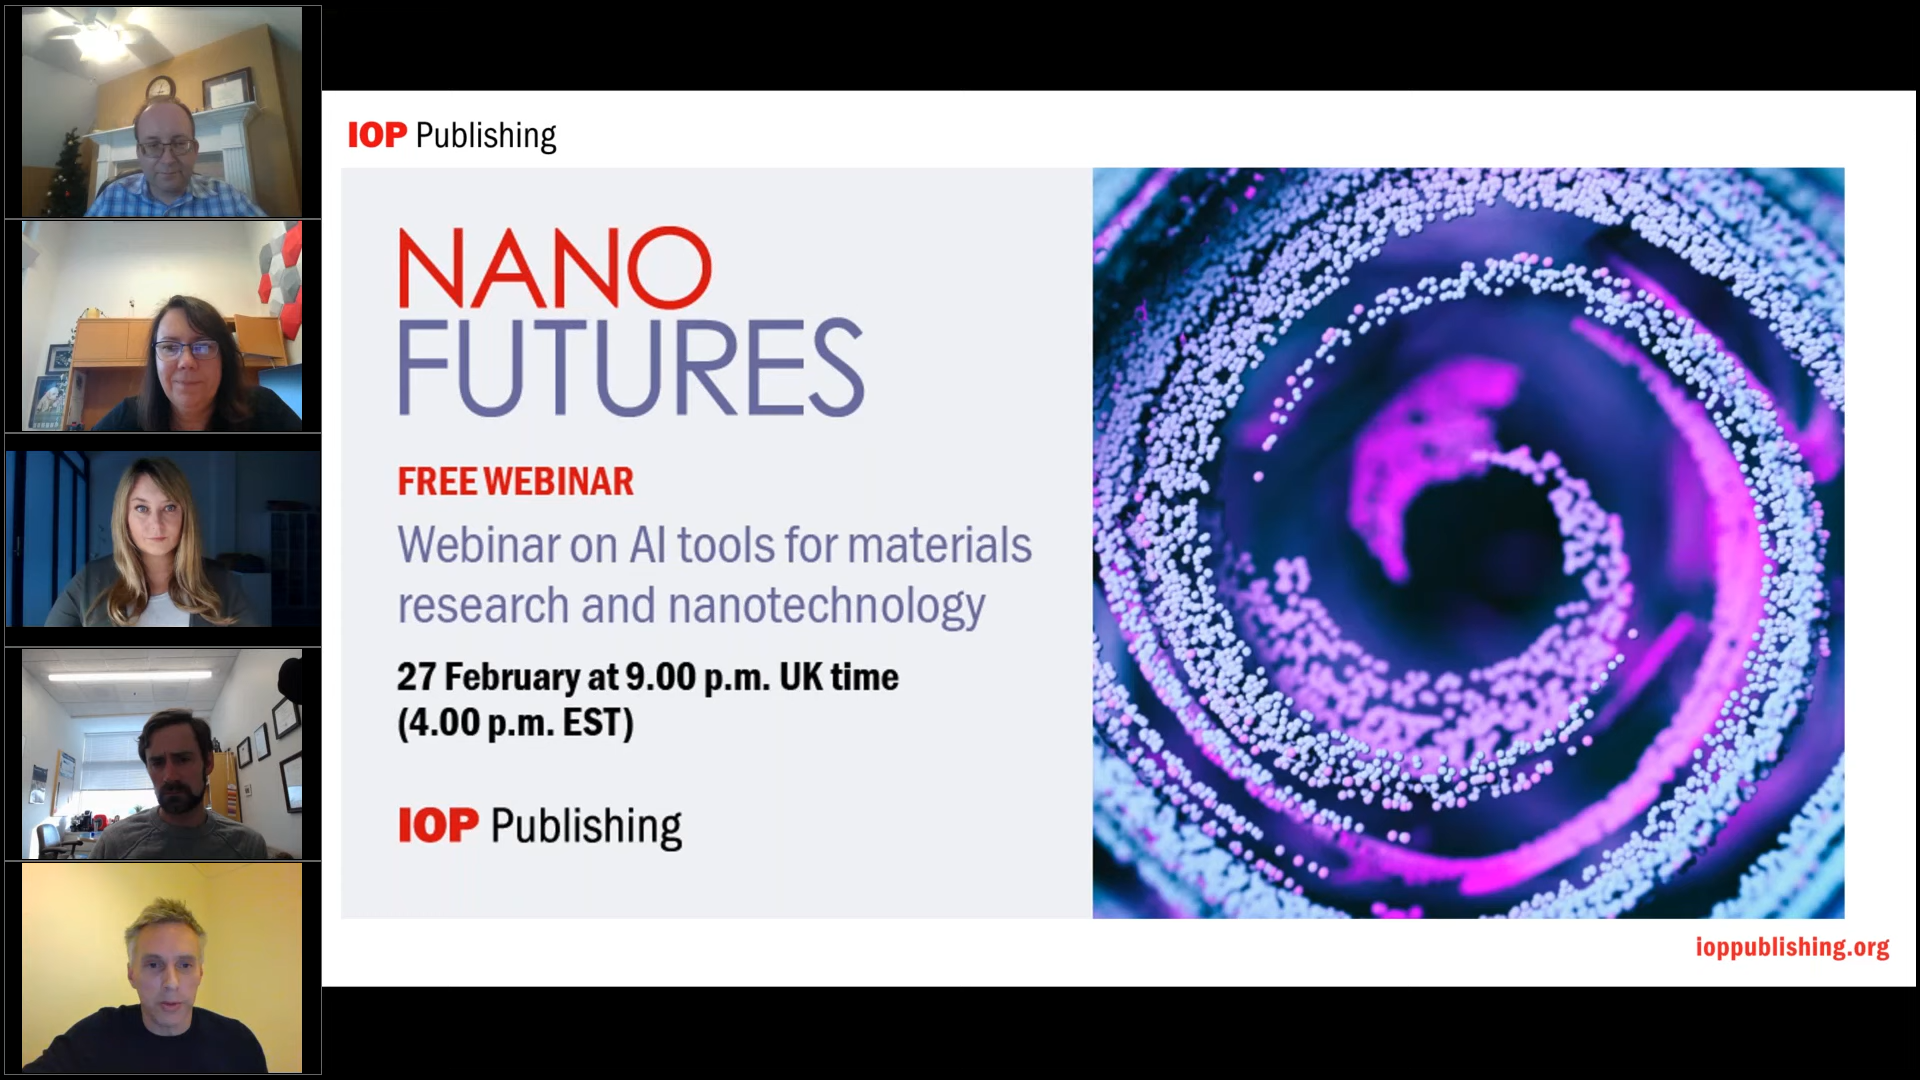 IOP Publishing
NANO
FUTURES
FREE WEBINAR
Webinar on AI tools for materials
research and nanotechnology
27 February at 9.00 p.m. UK time
(4.00 p.m. EST)
IOP Publishing
ioppublishing.org